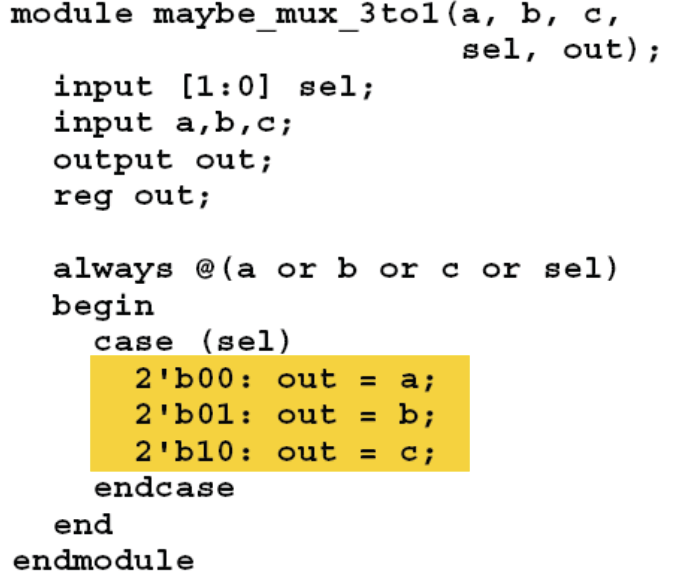 module maybe_mux_3to1(a, b, c,
sel, out);
input [1:0] sel;
input a,b,c;
output out;
reg out;
always @(a or b or c or sel)
begin
case (sel)
2'b00: out = a;
2'b01: out = b;
2'b10: out = c;
endcase
end
endmodule